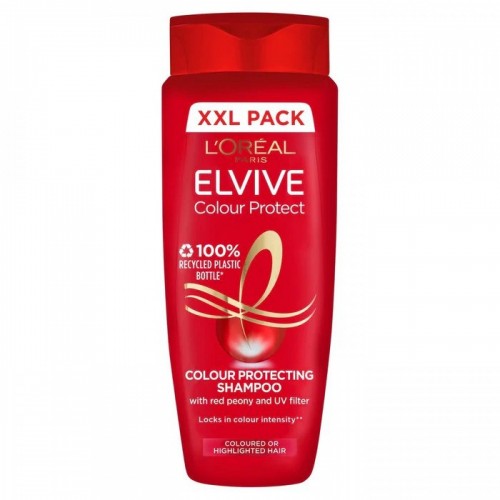 XXL PACK
L'ORÉAL
PARIS
ELVIVE
Colour Protect
100%
RECYCLED PLASTIC
BOTTLE*
COLOUR PROTECTING
SHAMPOO
with red peony and UV filter
Locks in colour intensity**
COLOURED OR
HIGHLIGHTED HAIR